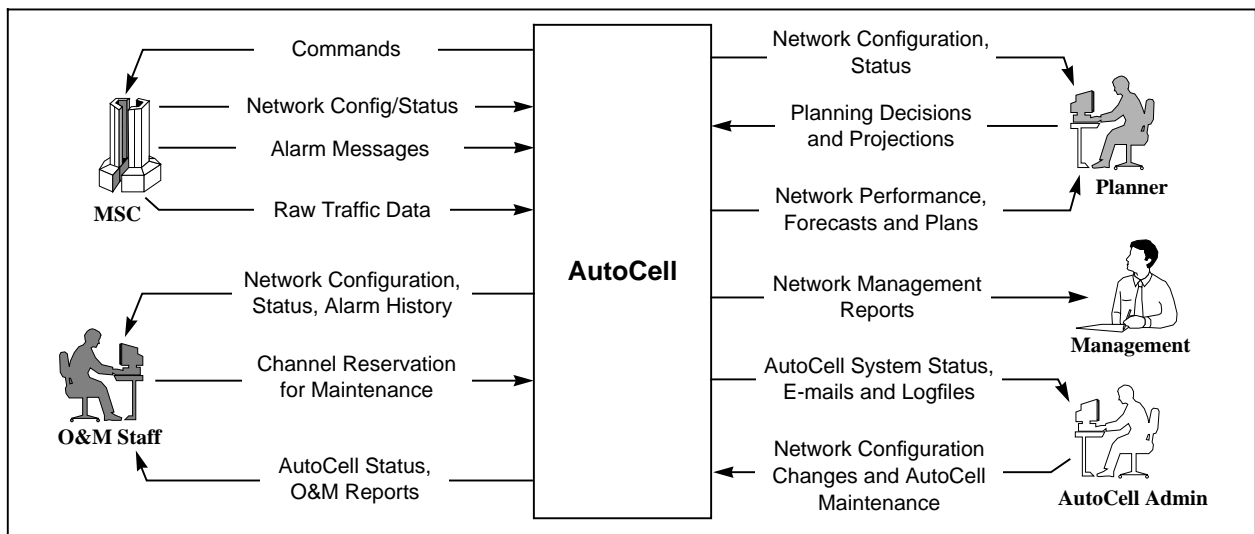 Commands
Network Config/Status
Alarm Messages
MSC
Raw Traffic Data
Network Configuration,
Status, Alarm History
Channel Reservation
for Maintenance
O&M Staff
AutoCell Status,
O&M Reports
AutoCell
Network Configuration,
Status
Planning Decisions
and Projections
Planner
Network Performance,
Forecasts and Plans
Network Management
Reports
Management
AutoCell System Status,
E-mails and Logfiles
Network Configuration
Changes and AutoCell
Maintenance
AutoCell Admin